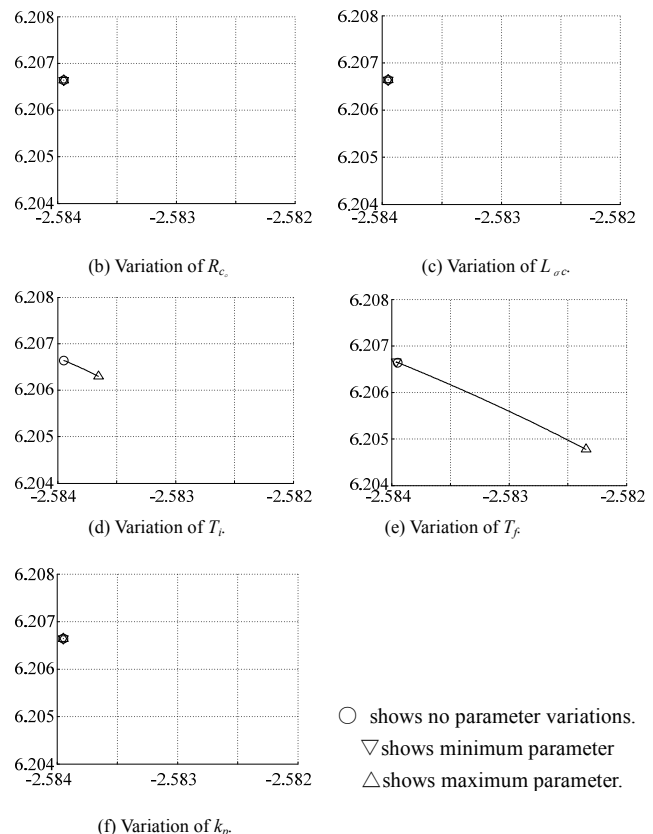 6.208
6.207
6.206
6.205
6.204
-2.584 -2.583 -2.582
(b) Variation of R_{c_s}
6.208
6.207
6.206
6.205
6.204
-2.584 -2.583 -2.582
(c) Variation of L_{σc}.
6.208
6.207
6.206
6.205
6.204
-2.584 -2.583 -2.582
(d) Variation of T_i.
6.208
6.207
6.206
6.205
6.204
-2.584 -2.583 -2.582
(e) Variation of T_f.
6.208
6.207
6.206
6.205
6.204
-2.584 -2.583 -2.582
(f) Variation of k_p.
○ shows no parameter variations.
▽shows minimum parameter
△shows maximum parameter.